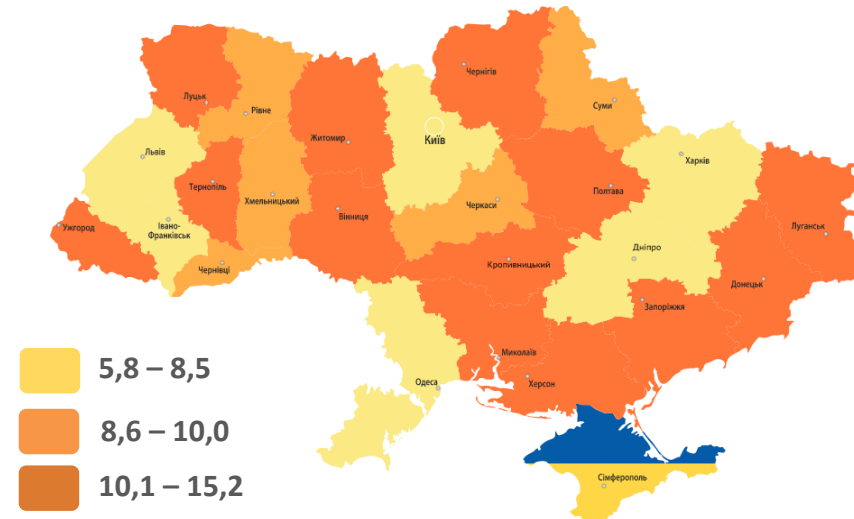 Чернігів
Луцьк
Рівне
Суми
Житомир
Київ
Львів
Харків
Тернопіль
Хмельницький
Полтава
Черкаси
Вінниця
Івано-
Франківськ
Ужгород
Луганськ
Дніпро
Чернівці
Кропивницький
Донецьк
Запоріжжя
Миколаїв
Одеса
Херсон
Сімферополь
5,8 – 8,5
8,6 – 10,0
10,1 – 15,2